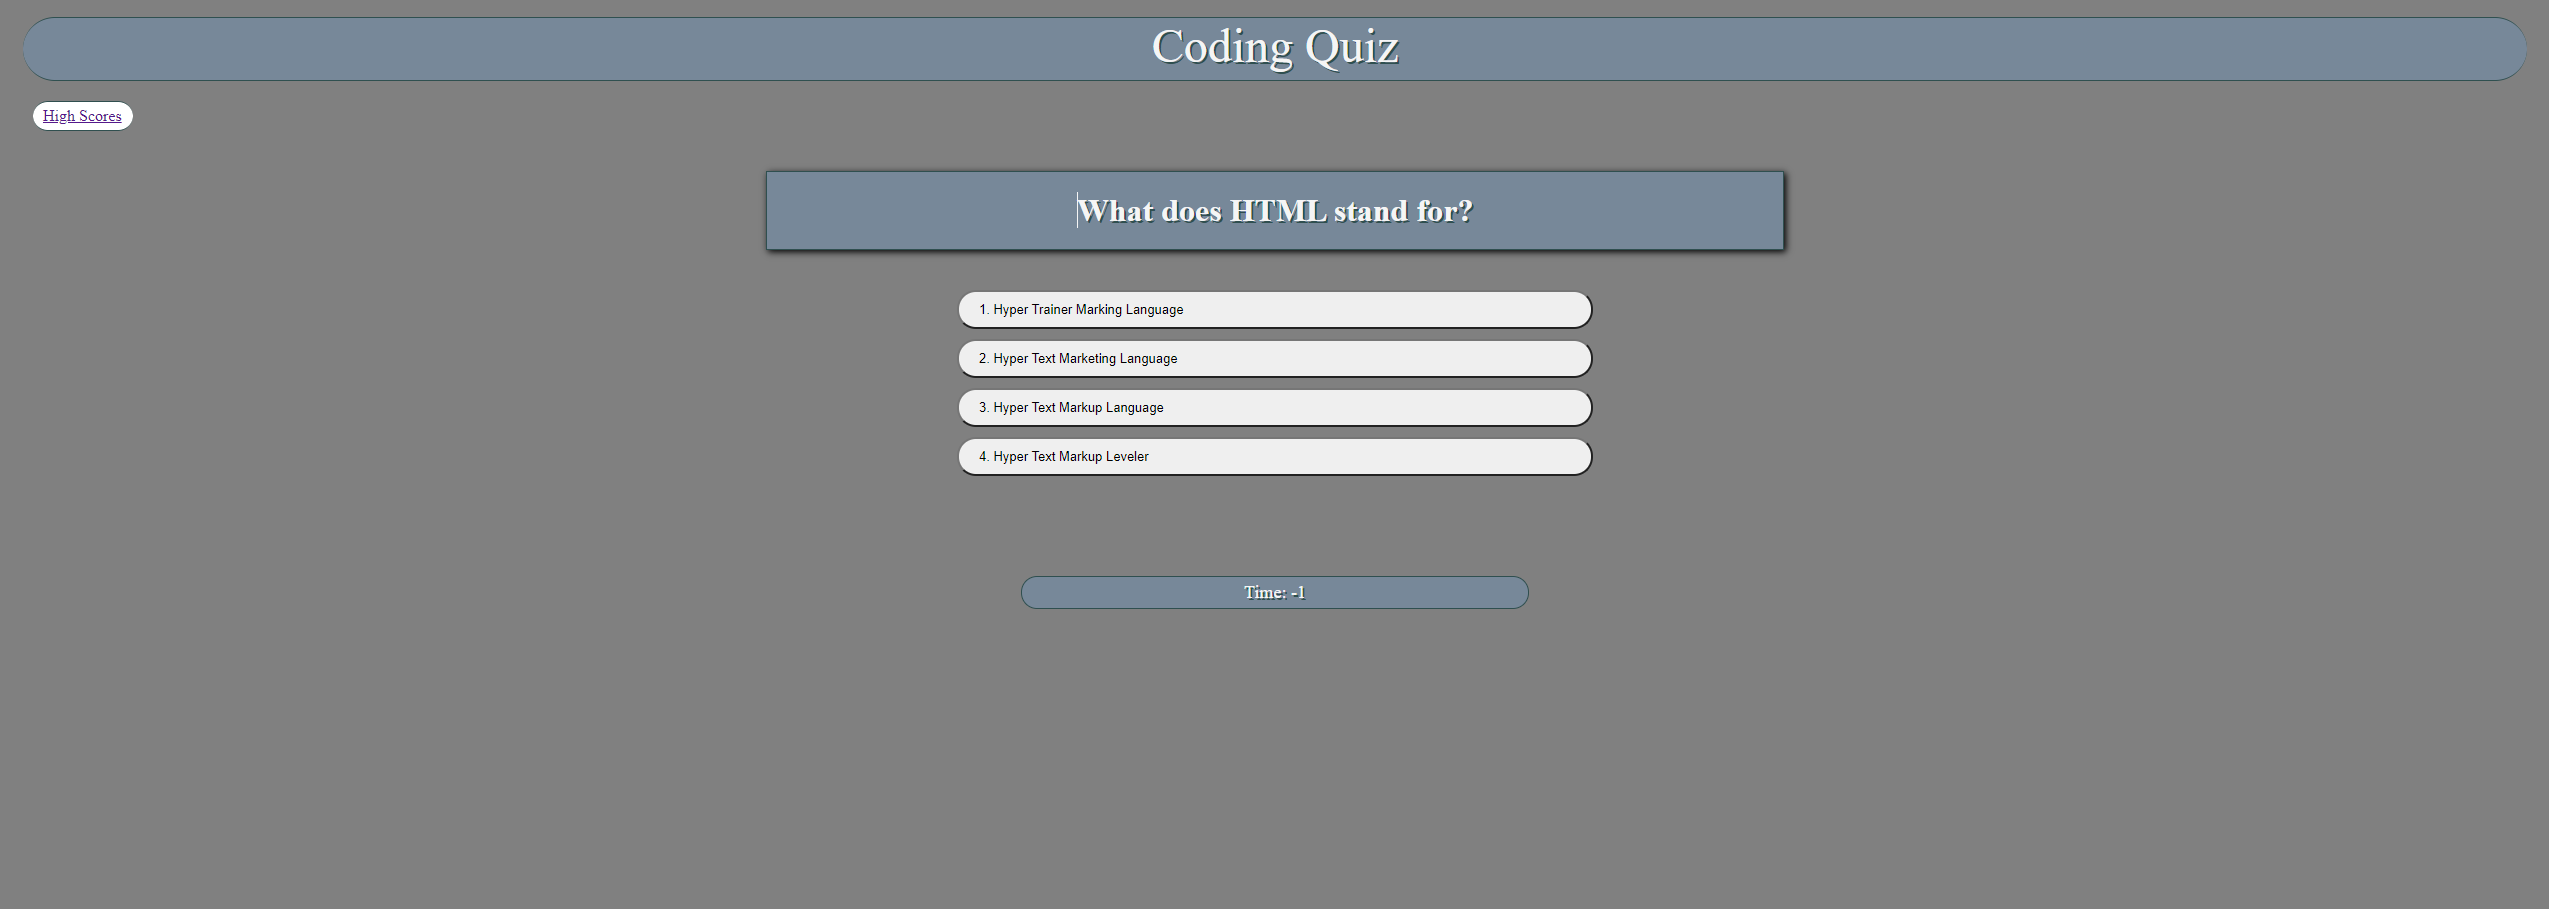 Coding Quiz
High Scores
What does HTML stand for?
1. Hyper Trainer Marking Language
2. Hyper Text Marketing Language
3. Hyper Text Markup Language
4. Hyper Text Markup Leveler
Time: -1